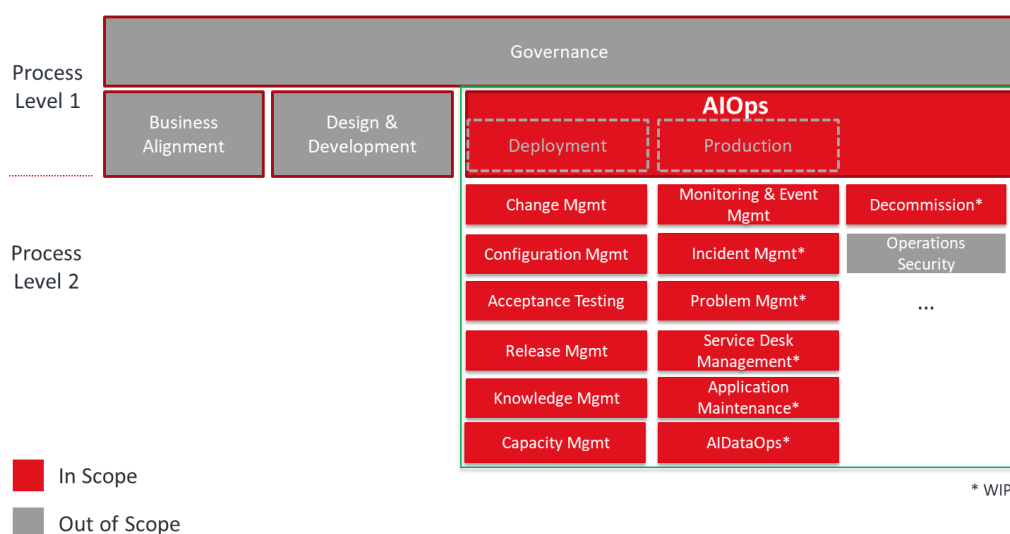 Governance
Process
Level 1
Business
Alignment
Design &
Development
AIOps
Deployment
Production
Process
Level 2
Change Mgmt
Monitoring & Event
Mgmt
Decommission*
Configuration Mgmt
Incident Mgmt*
Operations
Security
Acceptance Testing
Problem Mgmt*
...
Release Mgmt
Service Desk
Management*
Knowledge Mgmt
Application
Maintenance*
Capacity Mgmt
AIDataOps*
In Scope
Out of Scope
* WIP